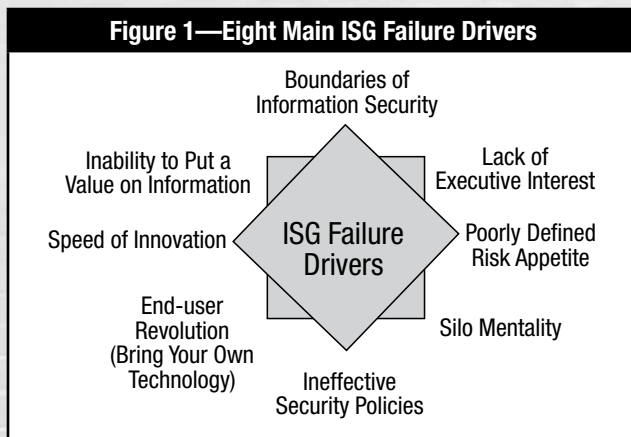 Figure 1—Eight Main ISG Failure Drivers
Boundaries of
Information Security
Inability to Put a
Value on Information
Lack of
Executive Interest
Speed of Innovation
ISG Failure
Drivers
Poorly Defined
Risk Appetite
End-user
Revolution
(Bring Your Own
Technology)
Silo Mentality
Ineffective
Security Policies